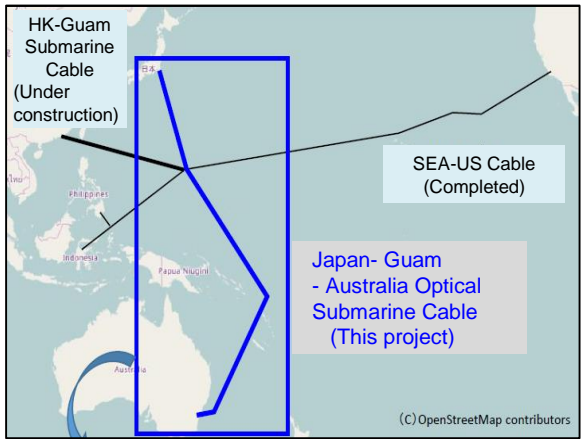 HK-Guam
Submarine
Cable
(Under
construction)
日本
SEA-US Cable
(Completed)
Philippines
Indonesia
Papua Niugini
Japan- Guam
- Australia Optical
Submarine Cable
(This project)
Australia
(C)OpenStreetMap contributors